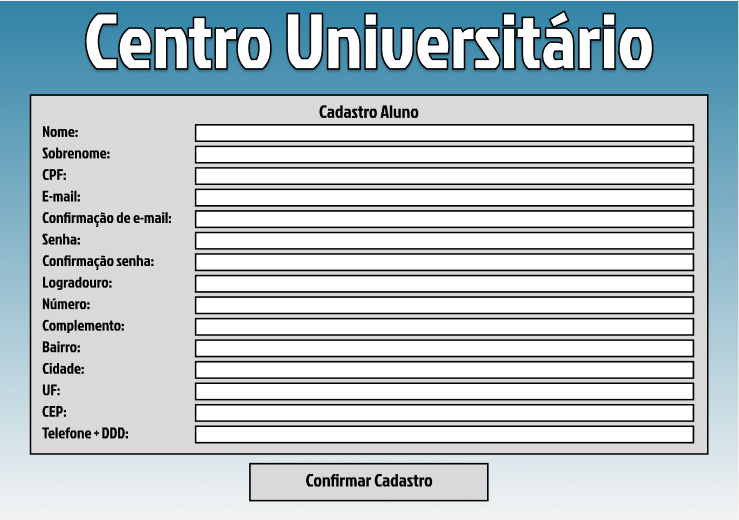 Centro Universitário
Cadastro Aluno
Nome:
Sobrenome:
CPF:
E-mail:
Confirmação de e-mail:
Senha:
Confirmação senha:
Logradouro:
Número:
Complemento:
Bairro:
Cidade:
UF:
CEP:
Telefone + DDD:
Confirmar Cadastro